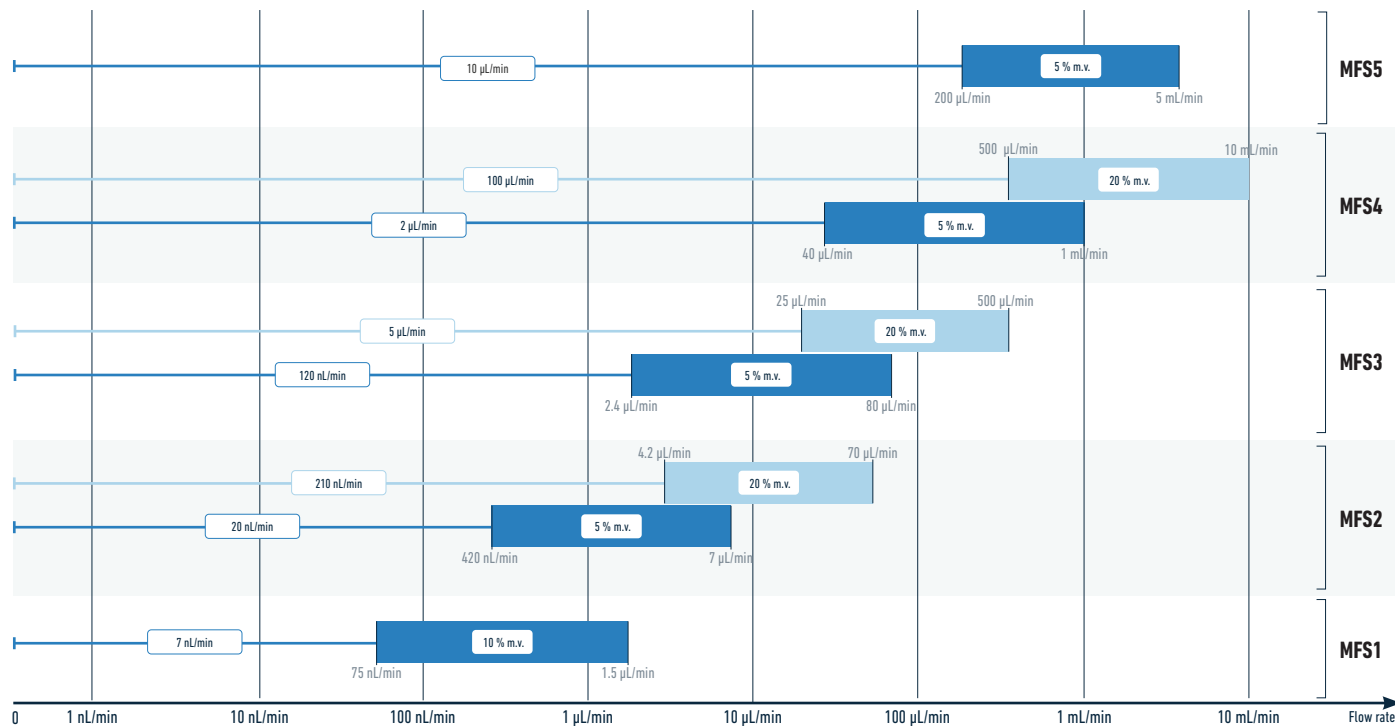 10 µL/min
5 % m.v.
200 µL/min
5 mL/min
MFS5
500 µL/min
10 mL/min
100 µL/min
20 % m.v.
2 µL/min
5 % m.v.
40 µL/min
1 mL/min
MFS4
25 µL/min
500 µL/min
5 µL/min
20 % m.v.
120 nL/min
5 % m.v.
2.4 µL/min
80 µL/min
MFS3
4.2 µL/min
70 µL/min
210 nL/min
20 % m.v.
20 nL/min
5 % m.v.
420 nL/min
7 µL/min
MFS2
7 nL/min
10 % m.v.
75 nL/min
1.5 µL/min
MFS1
0 1 nL/min 10 nL/min 100 nL/min 1 µL/min 10 µL/min 100 µL/min 1 mL/min 10 mL/min Flow rate